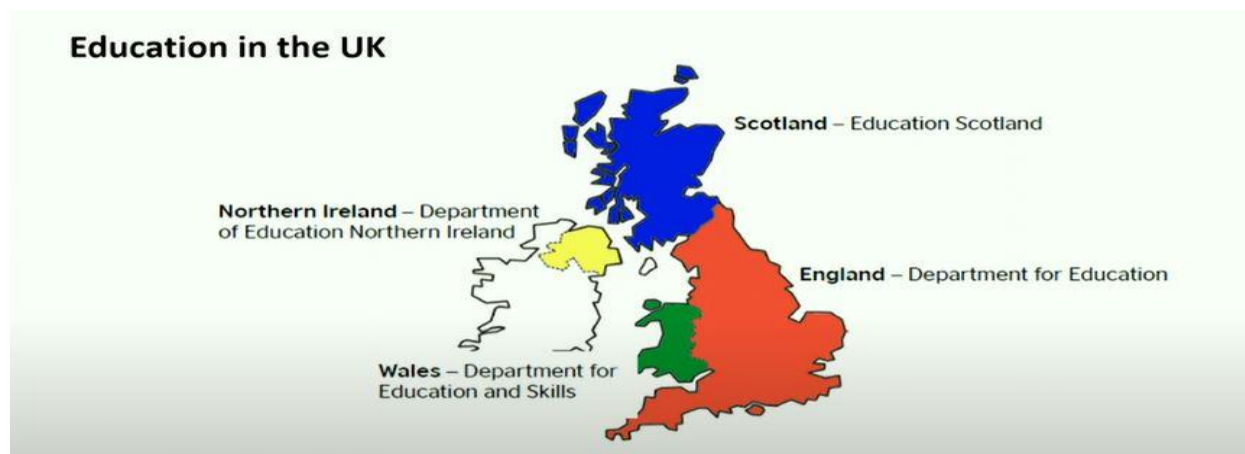 Education in the UK
Scotland – Education Scotland
Northern Ireland – Department
of Education Northern Ireland
England – Department for Education
Wales – Department for
Education and Skills